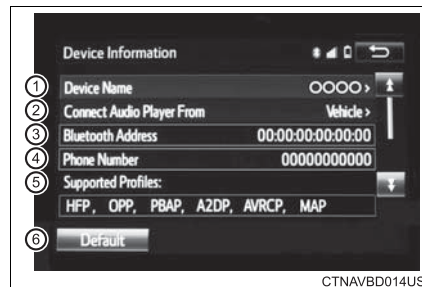 Device Information
1 Device Name OOOO >
2 Connect Audio Player From Vehicle >
3 Bluetooth Address 00:00:00:00:00:00
4 Phone Number 00000000000
5 Supported Profiles:
HFP, OPP, PBAP, A2DP, AVRCP, MAP
6 Default
CTNAVBD014US